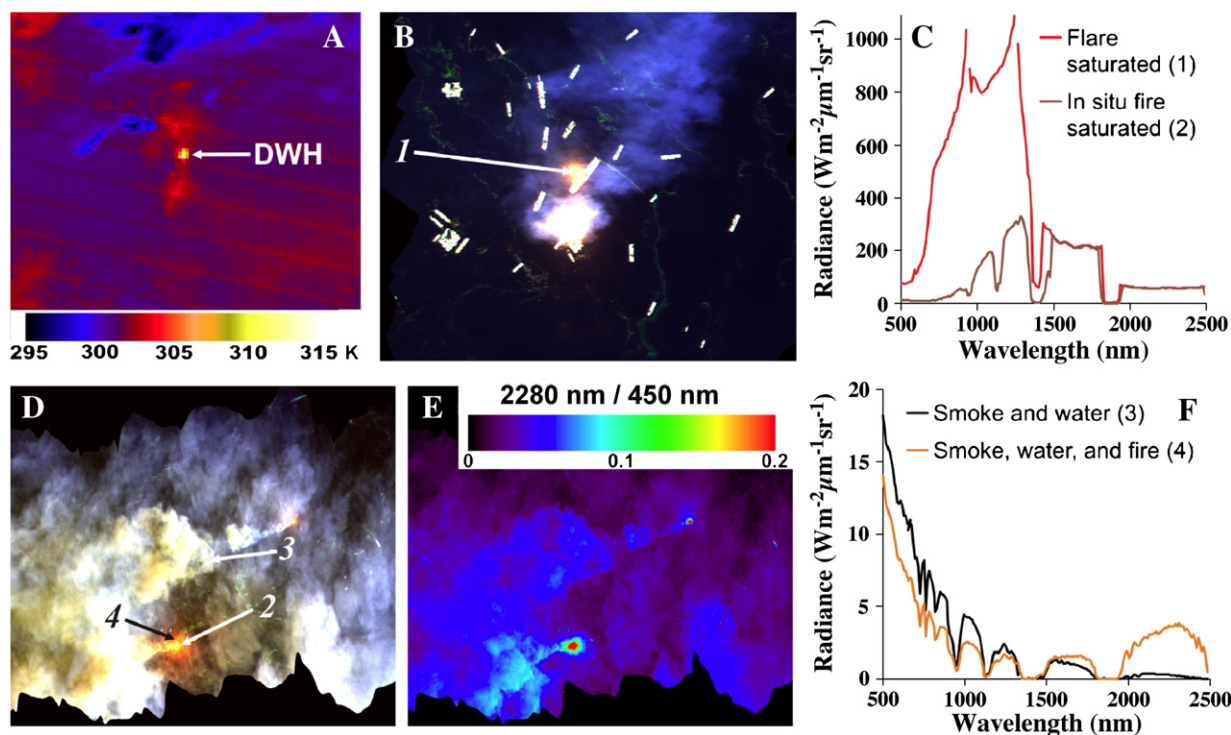 A
DWH
295 300 305 310 315 K
B
1
C
Flare
saturated (1)
In situ fire
saturated (2)
Radiance (Wm-2μm-1sr-1)
1000
800
600
400
200
0
500 1000 1500 2000 2500
Wavelength (nm)
D
3
4
2
E
2280 nm / 450 nm
0 0.1 0.2
F
Smoke and water (3)
Smoke, water, and fire (4)
Radiance (Wm-2μm-1sr-1)
20
15
10
5
0
500 1000 1500 2000 2500
Wavelength (nm)